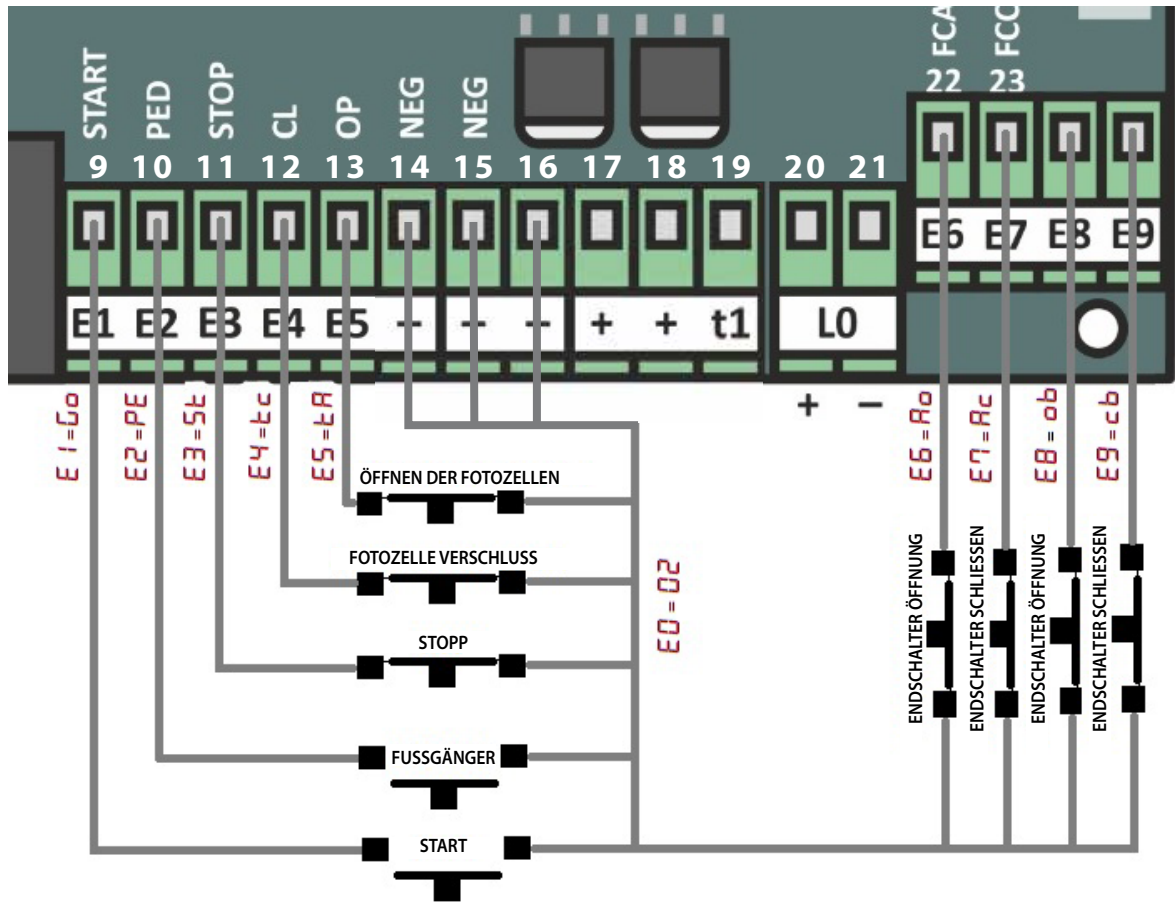 START PED STOP CL OP NEG NEG
9 10 11 12 13 14 15 16 17 18 19 20 21
FCA FCC
22 23
E1 E2 E3 E4 E5 - - - + + t1 L0
E6 E7 E8 E9
+ -
E1=Go
E2=PE
E3=St
E4=tc
E5=tA
E6=Ao
E7=Ac
E8=ob
E9=cb
ÖFFNEN DER FOTOZELLEN
FOTOZELLE VERSCHLUSS
STOPP
FUSSGÄNGER
START
E0=02
ENDSCHALTER ÖFFNUNG
ENDSCHALTER SCHLIESSEN
ENDSCHALTER ÖFFNUNG
ENDSCHALTER SCHLIESSEN